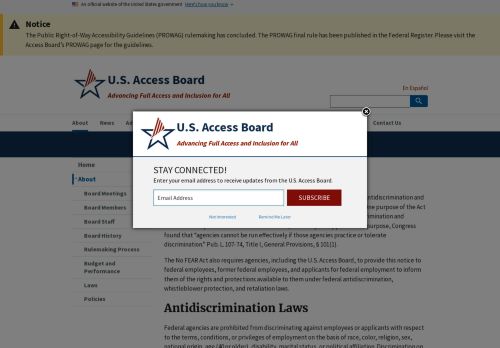 An official website of the United States government Here's how you know
Notice
The Public Right-of-Way Accessibility Guidelines (PROWAG) rulemaking has concluded. The PROWAG final rule has been published in the Federal Register. Please visit the
Access Board's PROWAG page for the guidelines.
U.S. Access Board
Advancing Full Access and Inclusion for All
En Español
About News
Contact Us
U.S. Access Board
Advancing Full Access and Inclusion for All
STAY CONNECTED!
Enter your email address to receive updates from the U.S. Access Board.
Email Address
SUBSCRIBE
Not Interested Remind Me Later
Home
About
Board Meetings
Board Members
Board Staff
Board History
Rulemaking Process
Budget and
Performance
Laws
Policies
ntidiscrimination and
me purpose of the Act
crimination and
purpose, Congress
found that "agencies cannot be run effectively if those agencies practice or tolerate
discrimination." Pub. L. 107-74, Title I, General Provisions, § 101(1).
The No FEAR Act also requires agencies, including the U.S. Access Board, to provide this notice to
federal employees, former federal employees, and applicants for federal employment to inform
them of the rights and protections available to them under federal antidiscrimination,
whistleblower protection, and retaliation laws.
Antidiscrimination Laws
Federal agencies are prohibited from discriminating against employees or applicants with respect
to the terms, conditions, or privileges of employment on the basis of race, color, religion, sex,
national origin, age (40 or older), disability, marital status, or political affiliation. Discrimination on